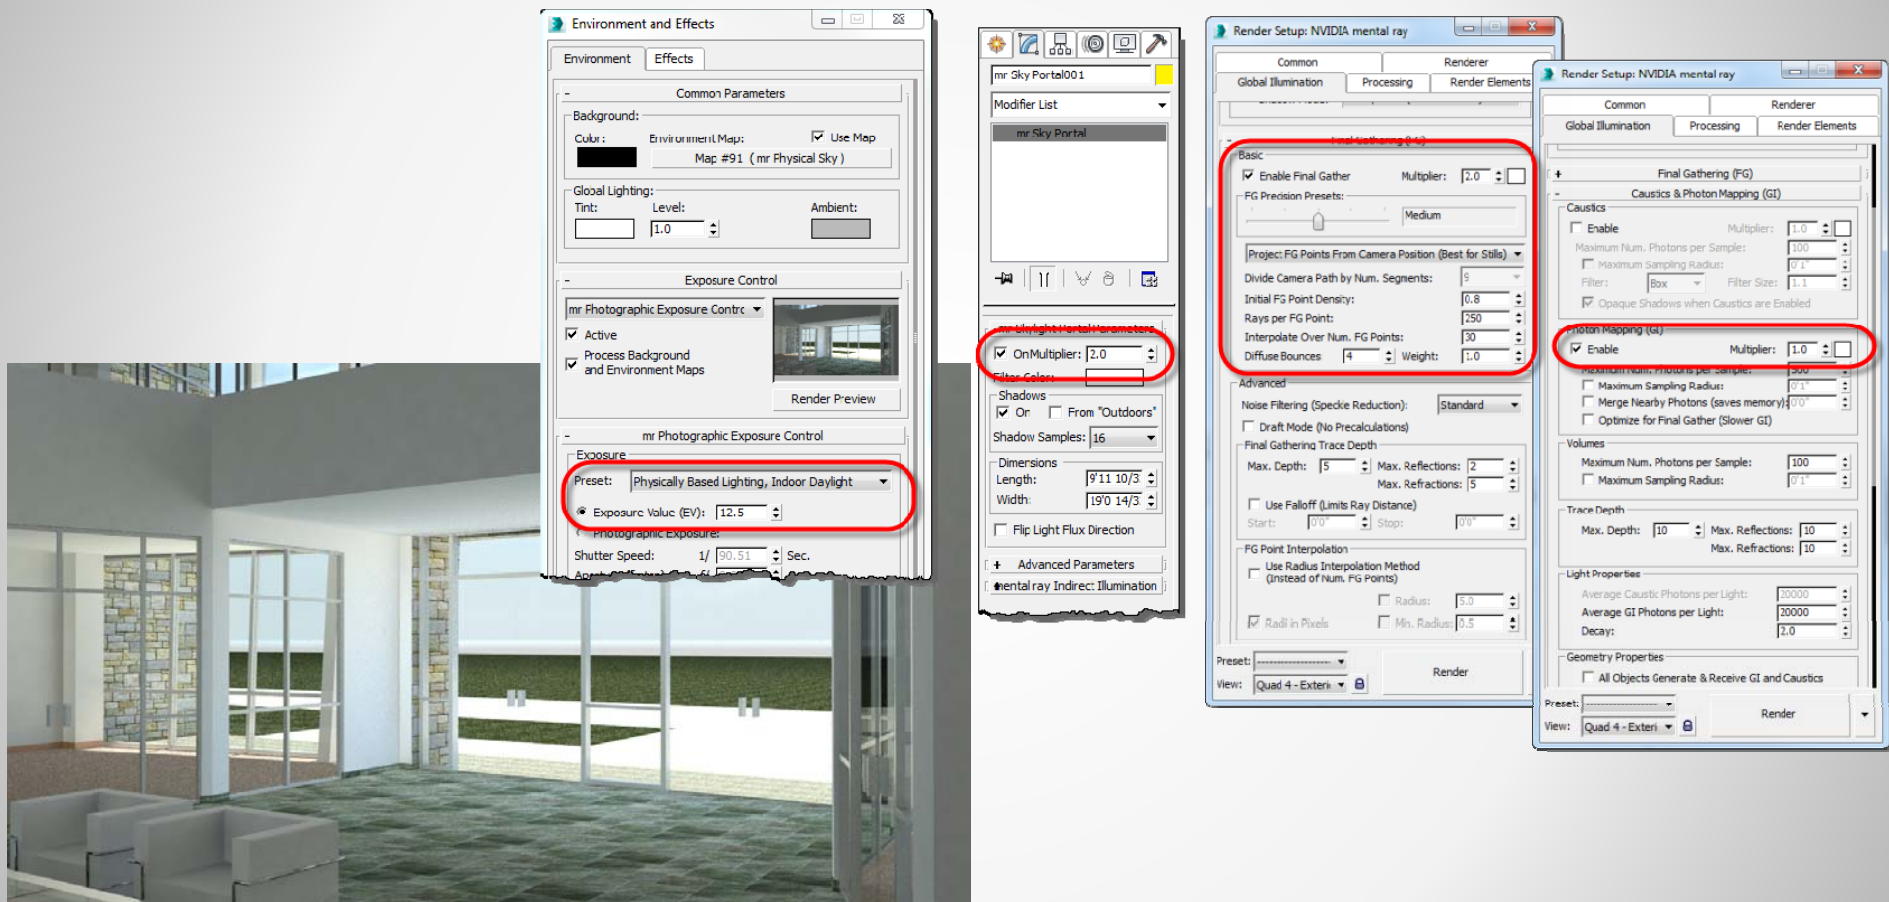 Environment and Effects
Environment
Effects
- Common Parameters
Background:
Color:
Environment Map:
Use Map
Map #91 ( mr Physical Sky )
Global Lighting:
Tint:
Level:
Ambient:
1.0
- Exposure Control
mr Photographic Exposure Contrc
Active
Process Background
and Environment Maps
Render Preview
- mr Photographic Exposure Control
Exposure
Preset:
Physically Based Lighting, Indoor Daylight
Exposure Value (EV): 12.5
Photographic Exposure:
Shutter Speed: 1/ 90.51 Sec.
mr Sky Portal001
Modifier List
mr Sky Portal
mr Skylight Portal Parameters
On Multiplier: 2.0
Filter Color:
Shadows
On
From "Outdoors"
Shadow Samples: 16
Dimensions
Length: 9'11 10/3
Width: 19'0 14/3
Flip Light Flux Direction
+ Advanced Parameters
mental ray Indirect Illumination
Render Setup: NVIDIA mental ray
Common
Renderer
Global Illumination
Processing
Render Elements
- Final Gathering (FG)
Basic
Enable Final Gather
Multiplier: 2.0
FG Precision Presets:
Medium
Project FG Points From Camera Position (Best for Stills)
Divide Camera Path by Num. Segments: 9
Initial FG Point Density: 0.8
Rays per FG Point: 250
Interpolate Over Num. FG Points: 30
Diffuse Bounces 4 Weight: 1.0
Advanced
Noise Filtering (Speckle Reduction): Standard
Draft Mode (No Precalculations)
Final Gathering Trace Depth
Max. Depth: 5 Max. Reflections: 2
Max. Refractions: 5
Use Falloff (Limits Ray Distance)
Start: 0'0" Stop: 0'0"
FG Point Interpolation
Use Radius Interpolation Method
(Instead of Num. FG Points)
Radius: 5.0
Radii in Pixels
Min. Radius: 0.5
Preset: --------------------
Render
View: Quad 4 - Exteri
Render Setup: NVIDIA mental ray
Common
Renderer
Global Illumination
Processing
Render Elements
+ Final Gathering (FG)
- Caustics & Photon Mapping (GI)
Caustics
Enable
Multiplier: 1.0
Maximum Num. Photons per Sample: 100
Maximum Sampling Radius: 0'1"
Filter: Box Filter Size: 1.1
Opaque Shadows when Caustics are Enabled
Photon Mapping (GI)
Enable
Multiplier: 1.0
Maximum Num. Photons per Sample: 500
Maximum Sampling Radius: 0'1"
Merge Nearby Photons (saves memory): 0'0"
Optimize for Final Gather (Slower GI)
Volumes
Maximum Num. Photons per Sample: 100
Maximum Sampling Radius: 0'1"
Trace Depth
Max. Depth: 10 Max. Reflections: 10
Max. Refractions: 10
Light Properties
Average Caustic Photons per Light: 20000
Average GI Photons per Light: 20000
Decay: 2.0
Geometry Properties
All Objects Generate & Receive GI and Caustics
Preset: --------------------
Render
View: Quad 4 - Exteri